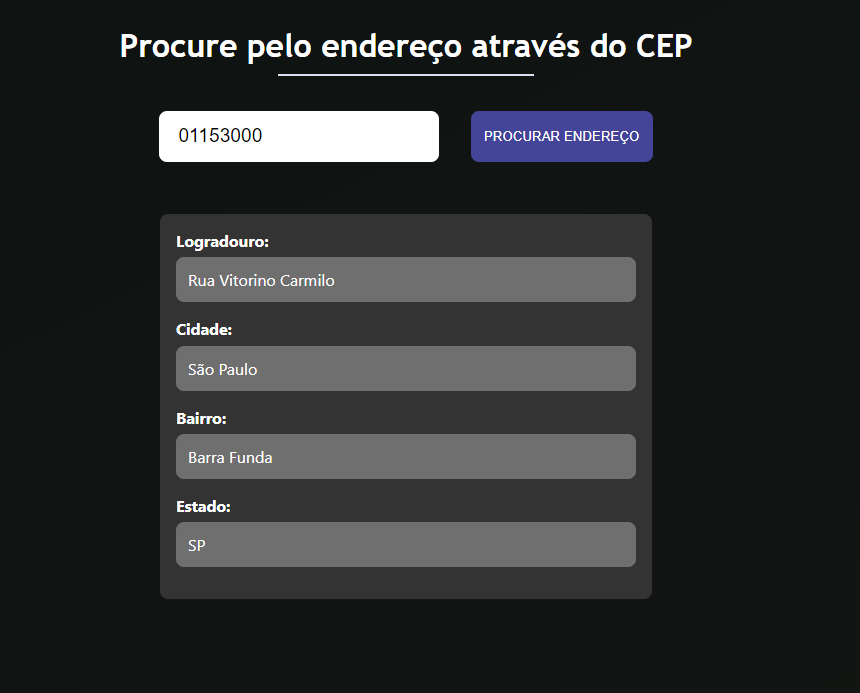 Procure pelo endereço através do CEP
01153000
PROCURAR ENDEREÇO
Logradouro:
Rua Vitorino Carmilo
Cidade:
São Paulo
Bairro:
Barra Funda
Estado:
SP